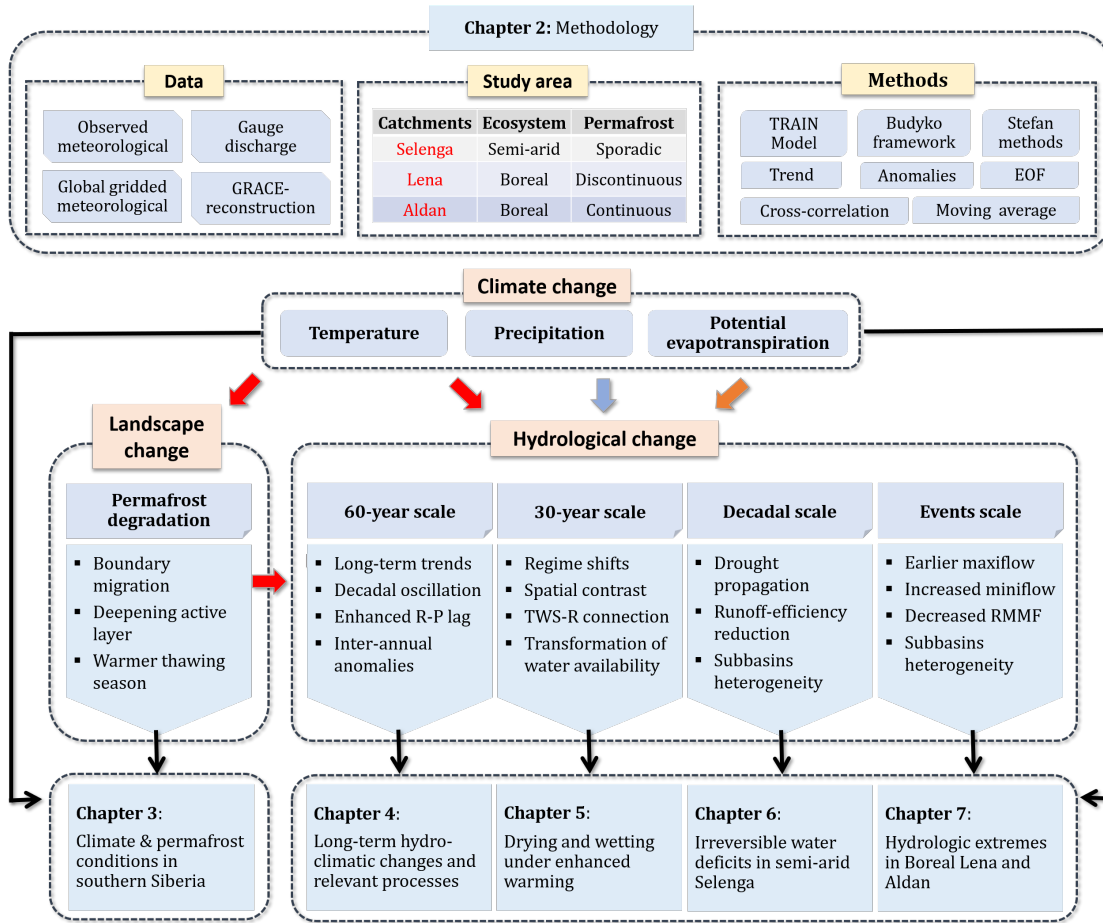 Chapter 2: Methodology
Data
Observed
meteorological
Gauge
discharge
Global gridded
meteorological
GRACE-
reconstruction
Study area
Catchments Ecosystem Permafrost
Selenga Semi-arid Sporadic
Lena Boreal Discontinuous
Aldan Boreal Continuous
Methods
TRAIN
Model
Budyko
framework
Stefan
methods
Trend
Anomalies
EOF
Cross-correlation
Moving average
Climate change
Temperature
Precipitation
Potential
evapotranspiration
Landscape
change
Permafrost
degradation
▪ Boundary
migration
▪ Deepening active
layer
▪ Warmer thawing
season
Hydrological change
60-year scale
▪ Long-term trends
▪ Decadal oscillation
▪ Enhanced R-P lag
▪ Inter-annual
anomalies
30-year scale
▪ Regime shifts
▪ Spatial contrast
▪ TWS-R connection
▪ Transformation of
water availability
Decadal scale
▪ Drought
propagation
▪ Runoff-efficiency
reduction
▪ Subbasins
heterogeneity
Events scale
▪ Earlier maxiflow
▪ Increased miniflow
▪ Decreased RMMF
▪ Subbasins
heterogeneity
Chapter 3:
Climate & permafrost
conditions in
southern Siberia
Chapter 4:
Long-term hydro-
climatic changes and
relevant processes
Chapter 5:
Drying and wetting
under enhanced
warming
Chapter 6:
Irreversible water
deficits in semi-arid
Selenga
Chapter 7:
Hydrologic extremes
in Boreal Lena and
Aldan